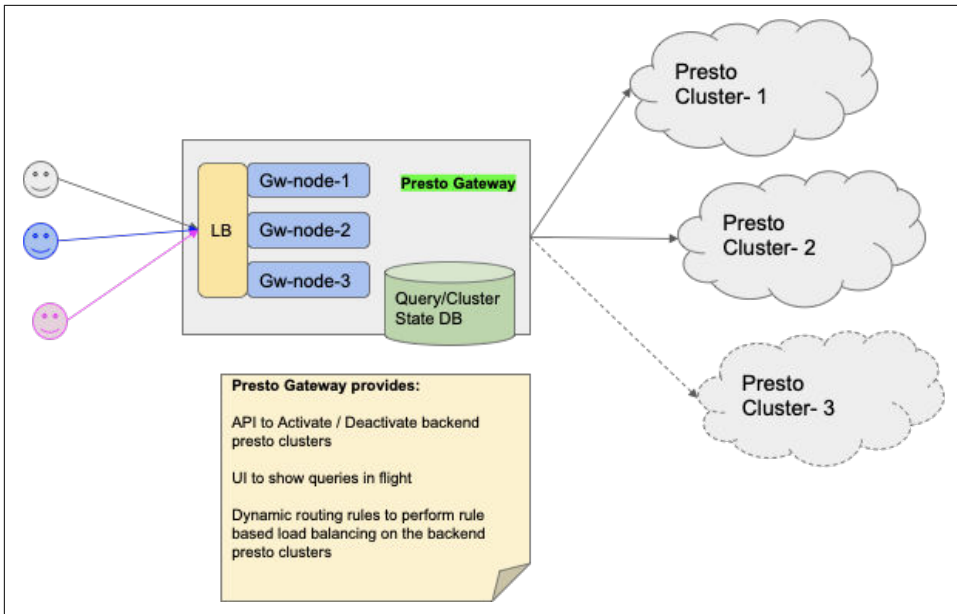 Presto
Cluster- 1
Gw-node-1
Presto Gateway
LB
Gw-node-2
Presto
Cluster- 2
Gw-node-3
Query/Cluster
State DB
Presto
Cluster- 3
Presto Gateway provides:
API to Activate / Deactivate backend
presto clusters
UI to show queries in flight
Dynamic routing rules to perform rule
based load balancing on the backend
presto clusters